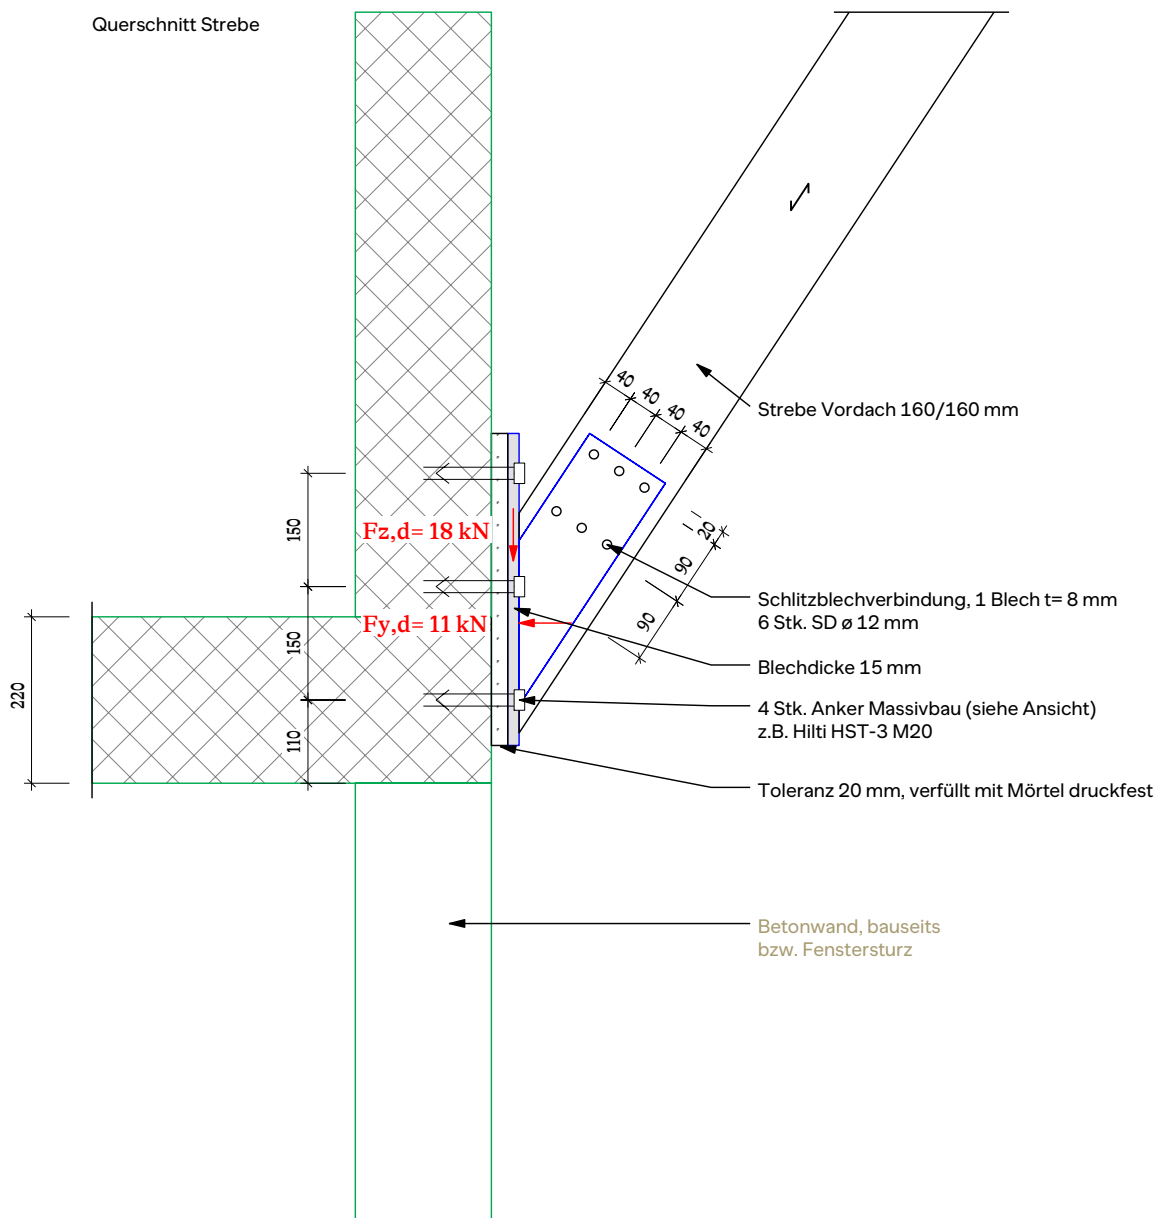 Querschnitt Strebe
40
40
40
40
Strebe Vordach 160/160 mm
150
Fz,d= 18 kN
20
90
90
Schlitzblechverbindung, 1 Blech t= 8 mm
6 Stk. SD ø 12 mm
Fy,d= 11 kN
150
Blechdicke 15 mm
220
4 Stk. Anker Massivbau (siehe Ansicht)
z.B. Hilti HST-3 M20
110
Toleranz 20 mm, verfüllt mit Mörtel druckfest
Betonwand, bauseits
bzw. Fenstersturz